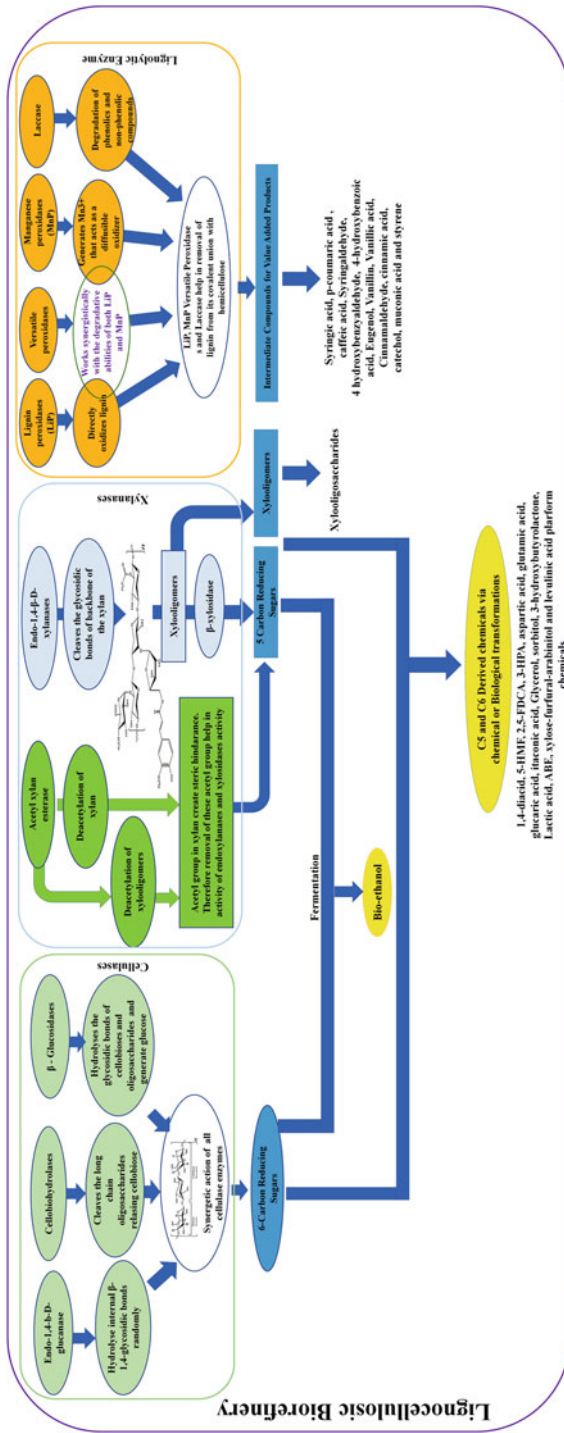 Lignocellulosic Biorefinery
Cellulases
Endo-1,4-b-D-
glucanase
Hydrolyse internal β-
1,4-glycosidic bonds
randomly
Cellobiohydrolases
Cleaves the long
chain
oligosaccharides
relasing cellobiose
β - Glucosidases
Hydrolyses the
glycosidic bonds of
cellobioses and
oligosaccharides and
generate glucose
Synergetic action of all
cellulase enzymes
6-Carbon Reducing
Sugars
Xylanases
Acetyl xylan
esterase
Deacetylation of
xylan
Deacetylation of
xylooligomers
Acetyl group in xylan create steric hindarance.
Therefore removal of these acetyl group help in
activity of endoxylanases and xylosidases activity
Endo-1,4-β-D-
xylanases
Cleaves the glycosidic
bonds of backbone of
the xylan
Xylooligomers
β-xylosidase
5 Carbon Reducing
Sugars
Xylooligomers
Xylooligosaccharides
Lignolytic Enzyme
Lignin
peroxidases
(LiP)
Directly
oxidizes lignin
Versatile
peroxidases
Works synergistically
with the degradative
abilities of both LiP
and MnP
Manganese
peroxidases (MnP)
Generates Mn3+
that acts as a
diffusible
oxidizer
Laccase
Degradation of
phenolics and
non-phenolic
compounds
LiP, MnP Versatile Peroxidase
s and Laccase help in removal of
lignin from its covalent union with
hemicellulose
Intermediate Compounds for Value Added Products
Syringic acid, p-coumaric acid ,
caffeic acid, Syringaldehyde,
4 hydroxybenzyaldehyde, 4-hydroxybenzoic
acid, Eugenol, Vanillin, Vanillic acid,
Cinnamaldehyde, cinnamic acid,
catechol, muconic acid and styrene
Fermentation
Bio-ethanol
C5 and C6 Derived chemicals via
chemical or Biological transformations
1,4-diacid, 5-HMF, 2,5-FDCA, 3-HPA, aspartic acid, glutamic acid,
glucaric acid, itaconic acid, Glycerol, sorbitol, 3-hydroxybutyrolactone,
Lactic acid, ABE, xylose-furfural-arabinitol and levulinic acid plarform
chemicals